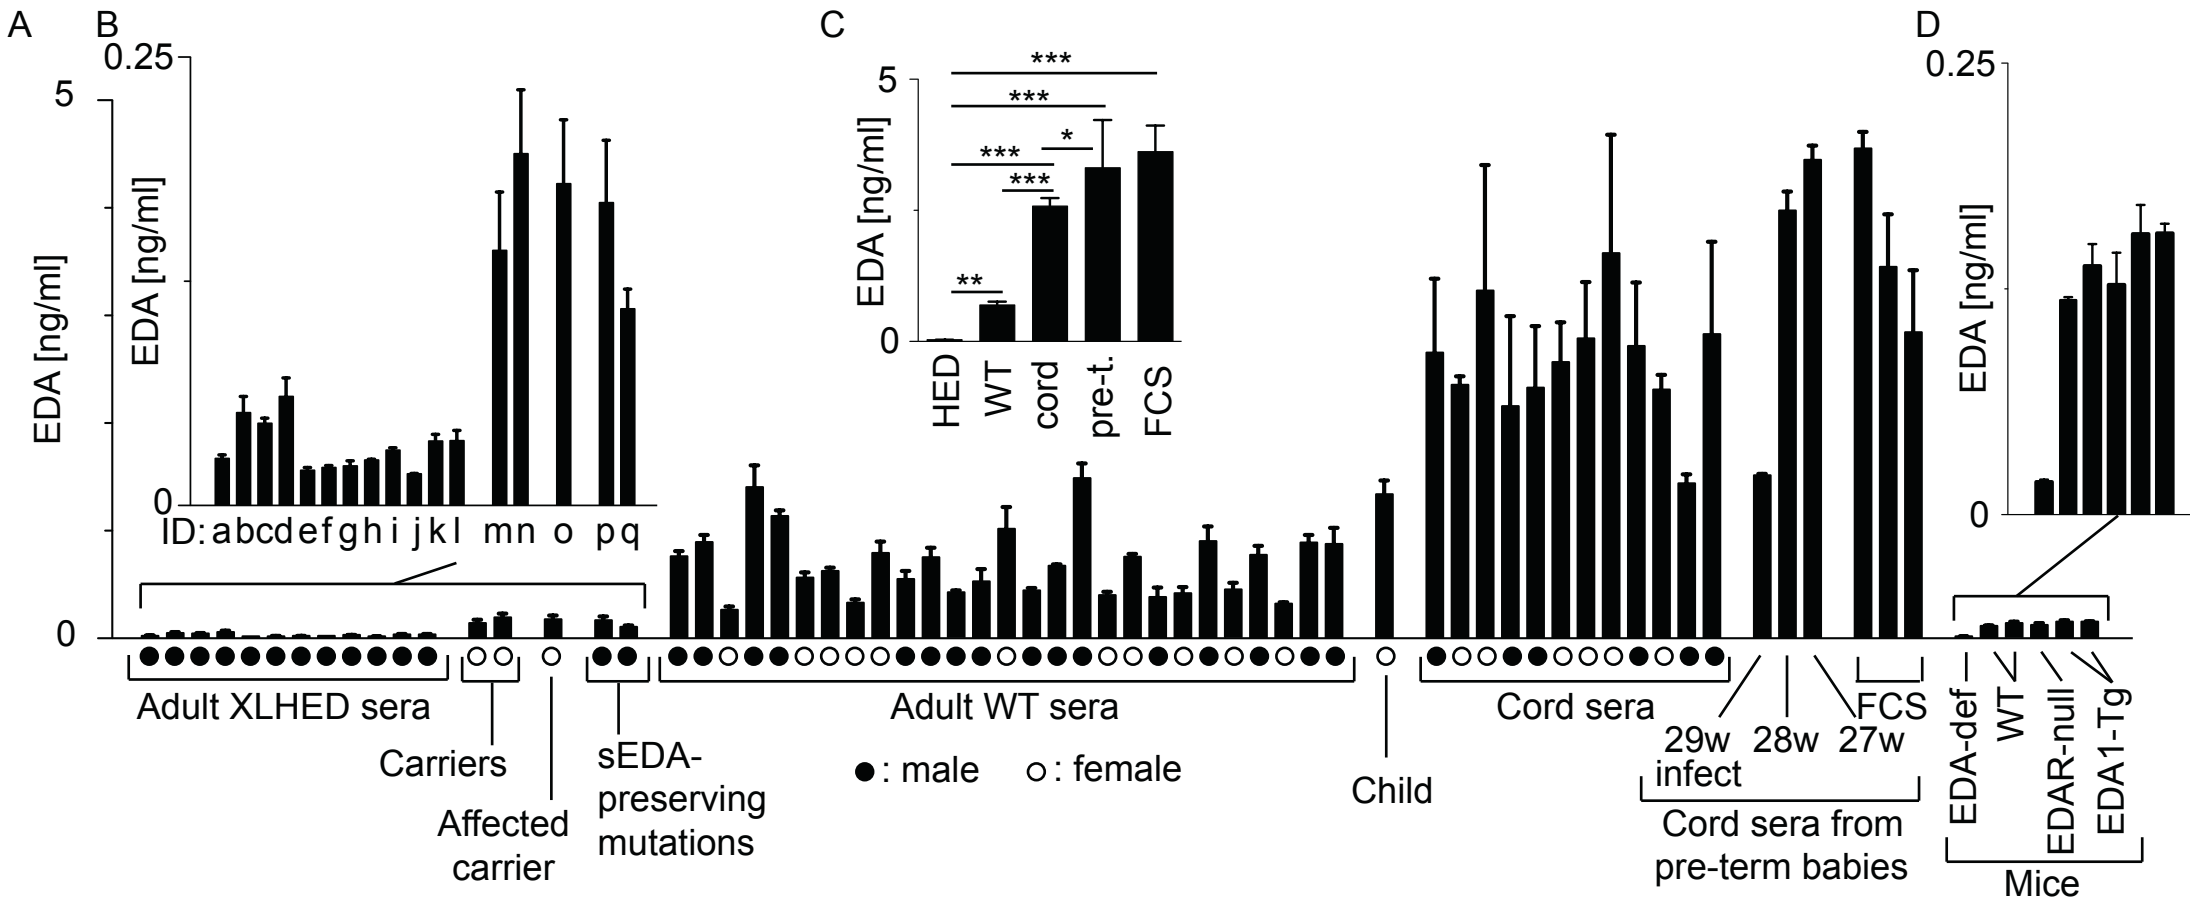 A
B
C
D
5
EDA [ng/ml]
0
0.25
EDA [ng/ml]
0
ID: a b c d e f g h i j k l m n o p q
5
EDA [ng/ml]
0
***
***
***
*
***
**
HED
WT
cord
pre-t.
FCS
0.25
EDA [ng/ml]
0
Adult XLHED sera
Carriers
Affected
carrier
sEDA-
preserving
mutations
Adult WT sera
: male
: female
Child
Cord sera
29w
infect
28w
27w
Cord sera from
pre-term babies
FCS
EDA-def
WT
EDAR-null
EDA1-Tg
Mice